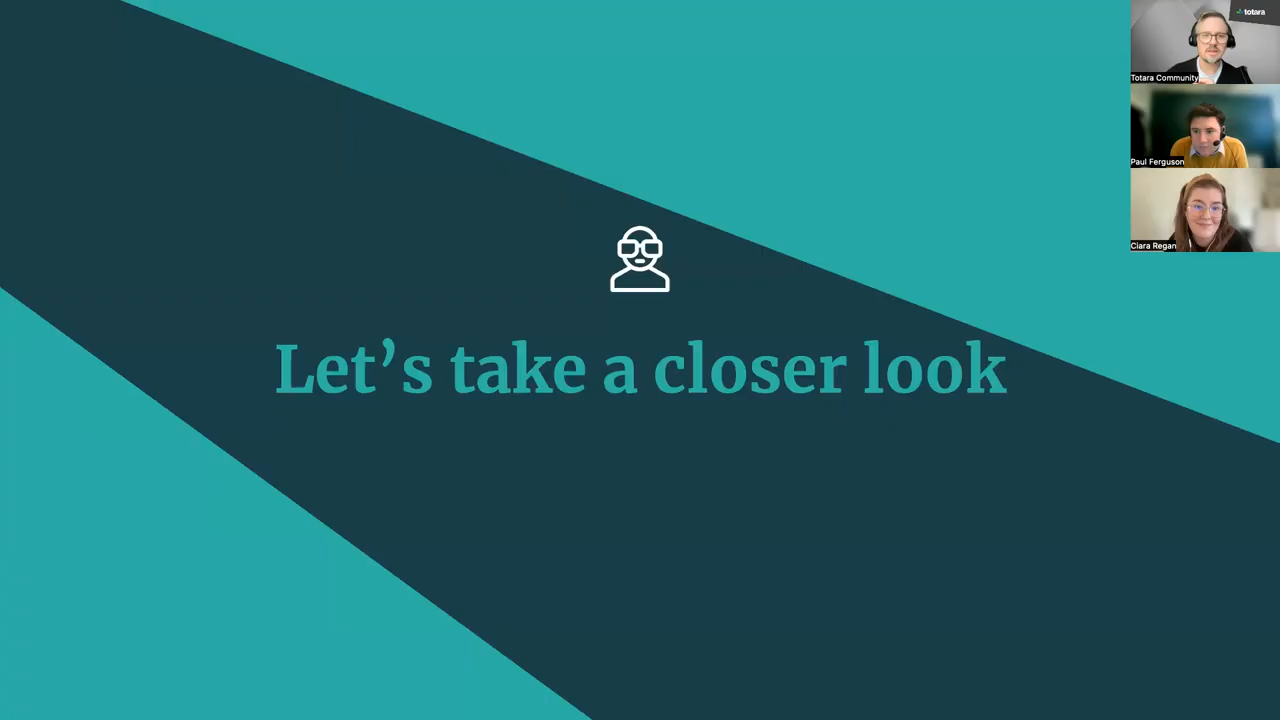 totara
Totara Community
Paul Ferguson
Ciara Regan
Let’s take a closer look